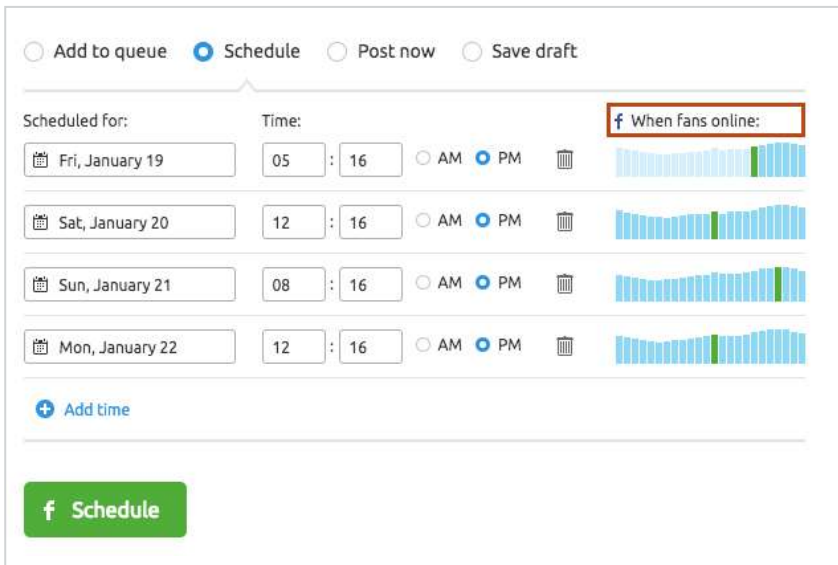 Add to queue Schedule Post now Save draft
Scheduled for: Time: f When fans online:
Fri, January 19 05 : 16 AM PM
Sat, January 20 12 : 16 AM PM
Sun, January 21 08 : 16 AM PM
Mon, January 22 12 : 16 AM PM
Add time
f Schedule